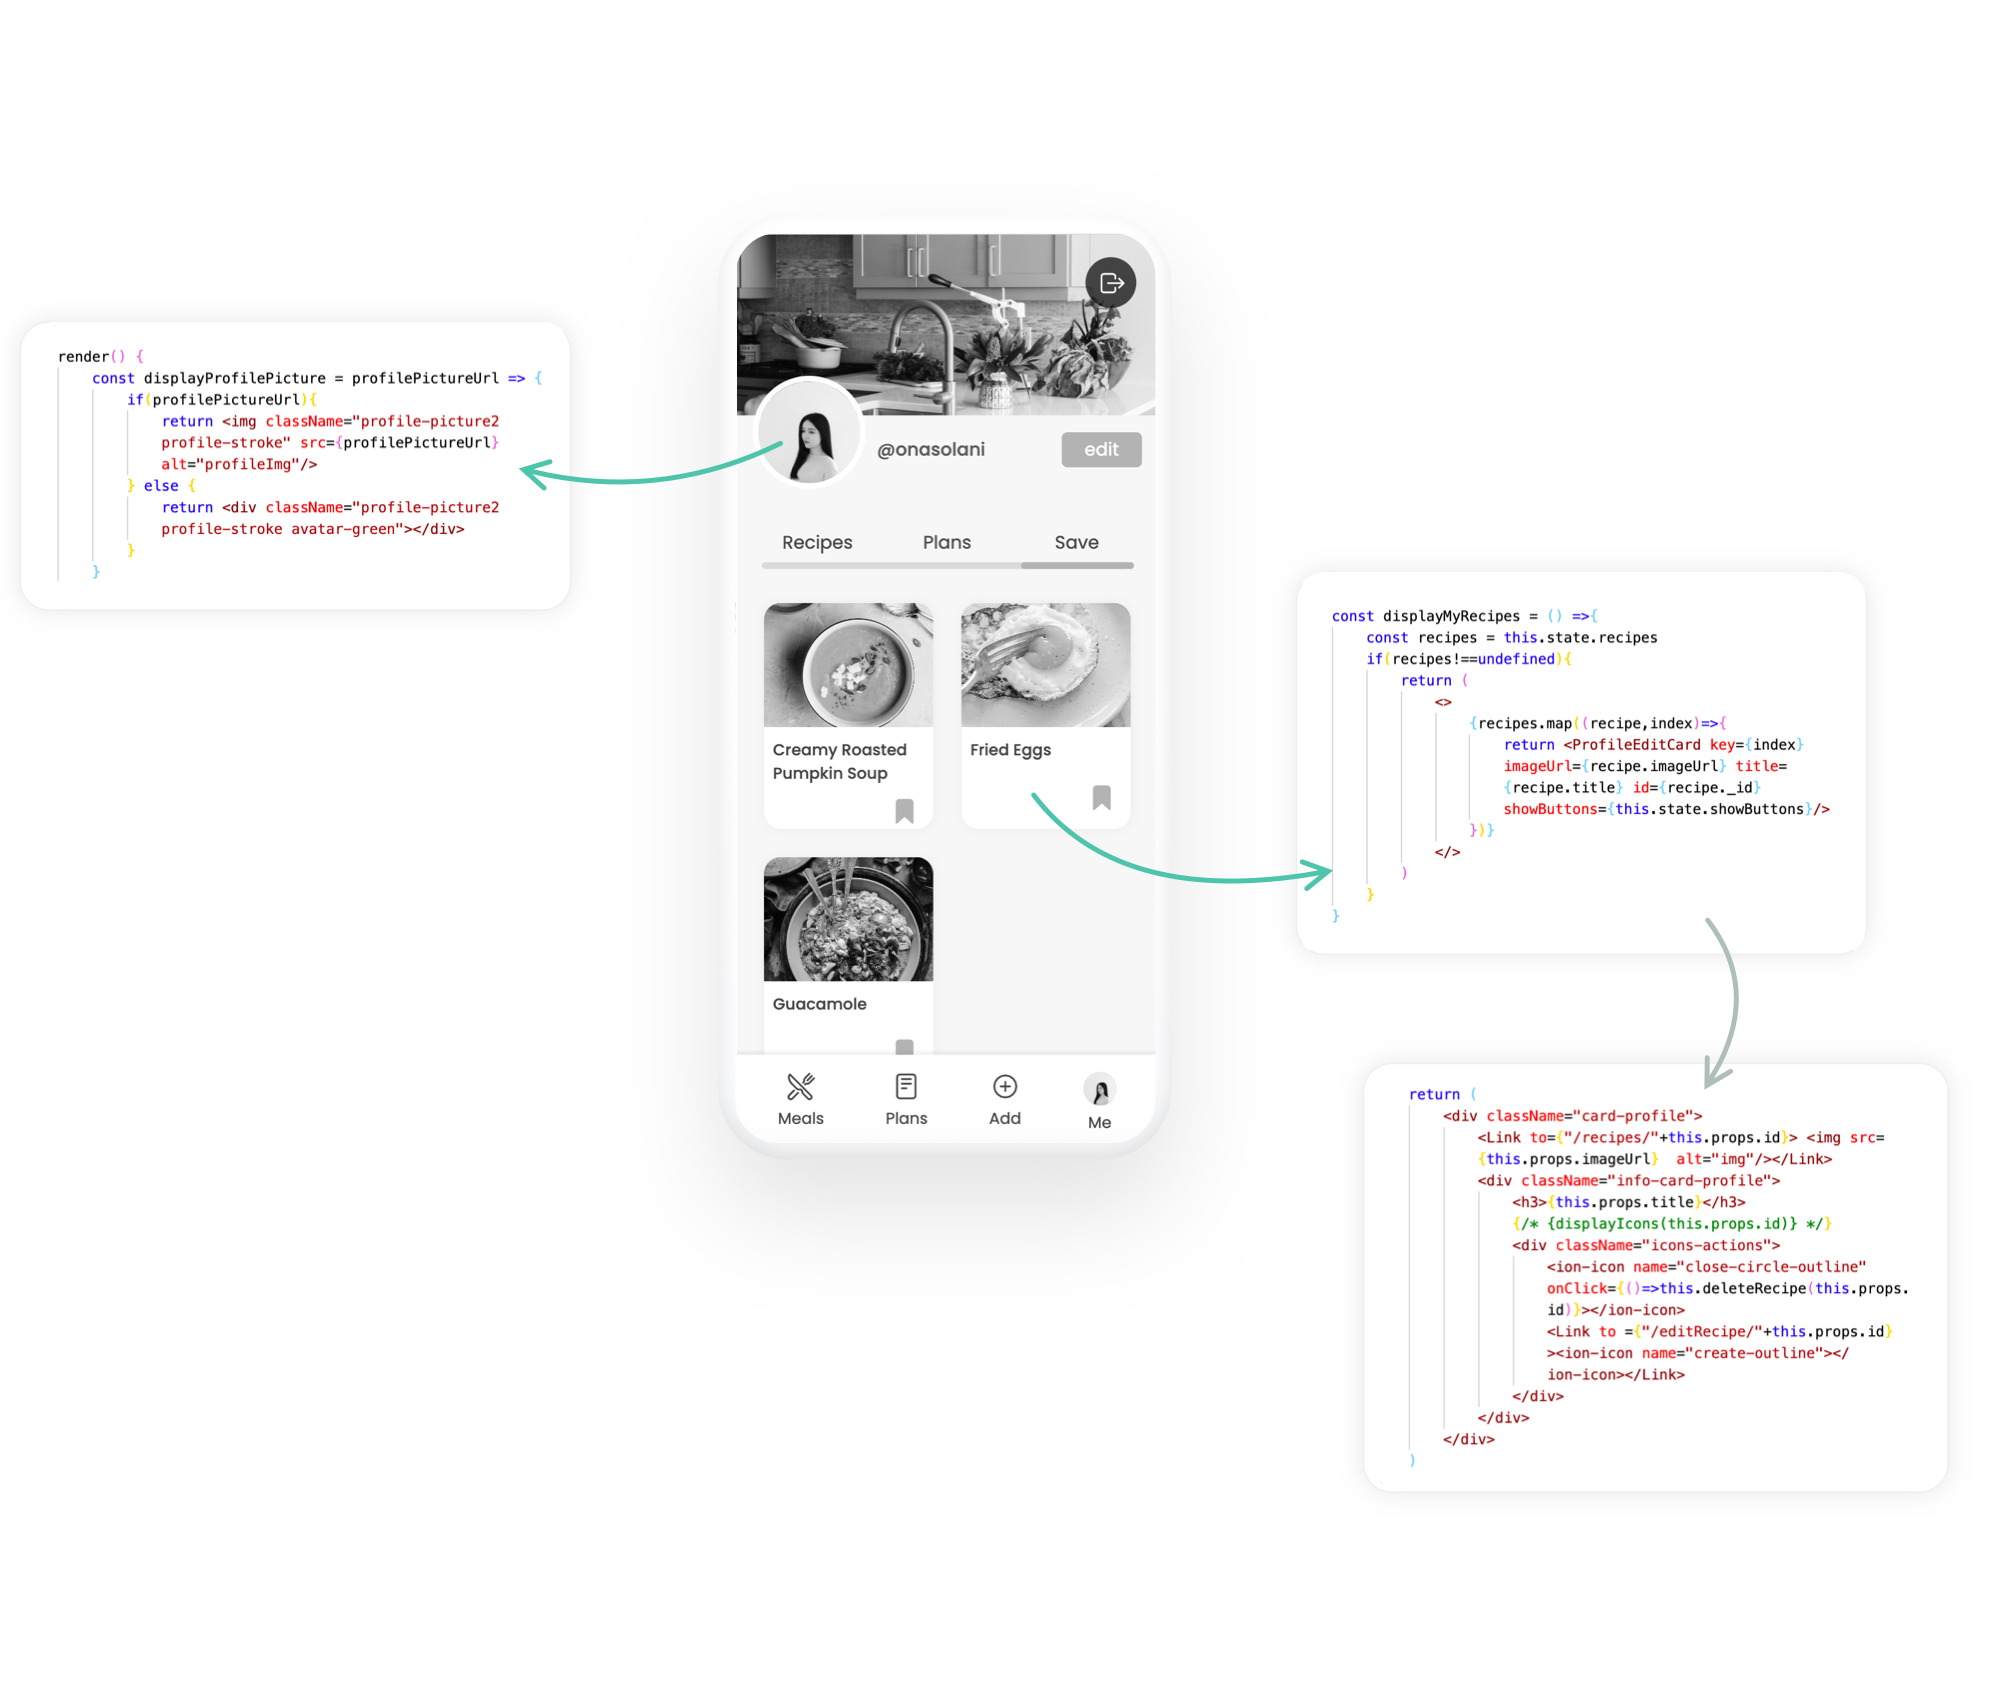 render() {
const displayProfilePicture = profilePictureUrl => {
if(profilePictureUrl){
return <img className="profile-picture2
profile-stroke" src={profilePictureUrl}
alt="profileImg"/>
} else {
return <div className="profile-picture2
profile-stroke avatar-green"></div>
}
}
@onasolani
edit
Recipes
Plans
Save
Creamy Roasted
Pumpkin Soup
Fried Eggs
Guacamole
Meals
Plans
Add
Me
const displayMyRecipes = () =>{
const recipes = this.state.recipes
if(recipes!==undefined){
return (
<>
{recipes.map((recipe,index)=>{
return <ProfileEditCard key={index}
imageUrl={recipe.imageUrl} title=
{recipe.title} id={recipe._id}
showButtons={this.state.showButtons}/>
})}
</>
)
}
}
return (
<div className="card-profile">
<Link to={"/recipes/"+this.props.id}> <img src=
{this.props.imageUrl}  alt="img"/></Link>
<div className="info-card-profile">
<h3>{this.props.title}</h3>
{/* {displayIcons(this.props.id)} */}
<div className="icons-actions">
<ion-icon name="close-circle-outline"
onClick={()=>this.deleteRecipe(this.props.
id)}></ion-icon>
<Link to ={"/editRecipe/"+this.props.id}
><ion-icon name="create-outline"></
ion-icon></Link>
</div>
</div>
</div>
)